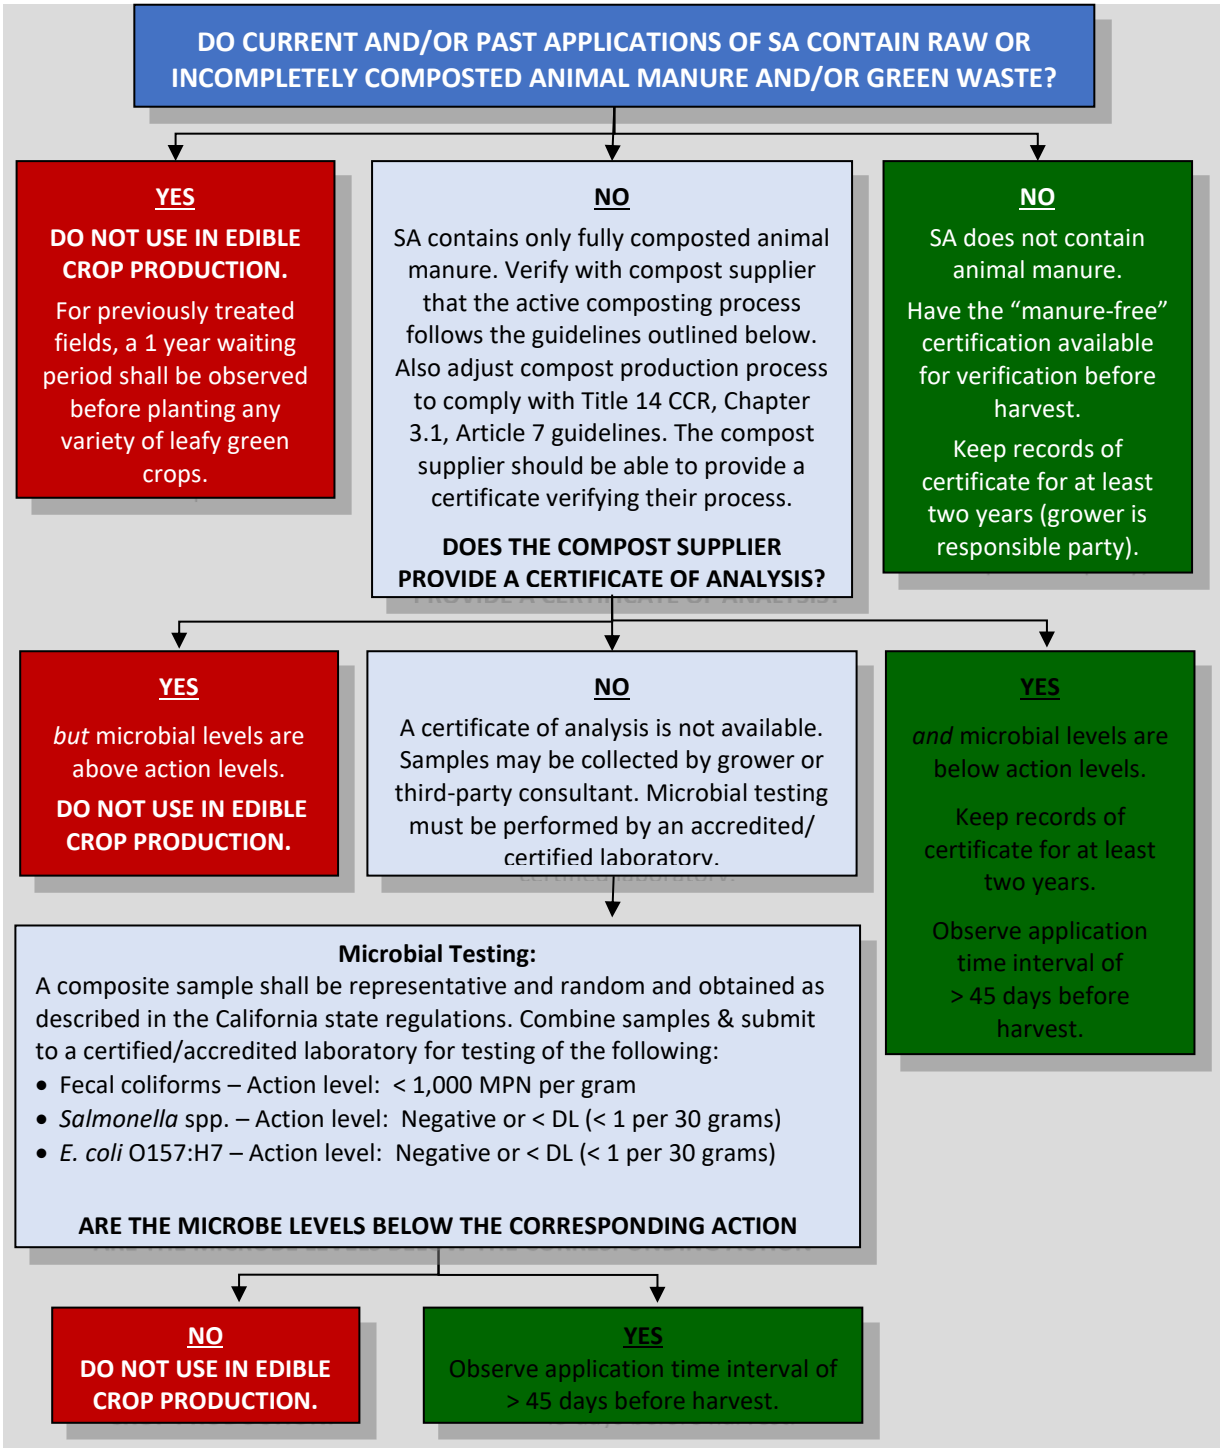 DO CURRENT AND/OR PAST APPLICATIONS OF SA CONTAIN RAW OR
INCOMPLETELY COMPOSTED ANIMAL MANURE AND/OR GREEN WASTE?
YES
DO NOT USE IN EDIBLE
CROP PRODUCTION.
For previously treated
fields, a 1 year waiting
period shall be observed
before planting any
variety of leafy green
crops.
NO
SA contains only fully composted animal
manure. Verify with compost supplier
that the active composting process
follows the guidelines outlined below.
Also adjust compost production process
to comply with Title 14 CCR, Chapter
3.1, Article 7 guidelines. The compost
supplier should be able to provide a
certificate verifying their process.
DOES THE COMPOST SUPPLIER
PROVIDE A CERTIFICATE OF ANALYSIS?
NO
SA does not contain
animal manure.
Have the “manure-free”
certification available
for verification before
harvest.
Keep records of
certificate for at least
two years (grower is
responsible party).
YES
but microbial levels are
above action levels.
DO NOT USE IN EDIBLE
CROP PRODUCTION.
NO
A certificate of analysis is not available.
Samples may be collected by grower or
third-party consultant. Microbial testing
must be performed by an accredited/
certified laboratory.
YES
and microbial levels are
below action levels.
Keep records of
certificate for at least
two years.
Observe application
time interval of
> 45 days before
harvest.
Microbial Testing:
A composite sample shall be representative and random and obtained as
described in the California state regulations. Combine samples & submit
to a certified/accredited laboratory for testing of the following:
• Fecal coliforms – Action level:  < 1,000 MPN per gram
• Salmonella spp. – Action level:  Negative or < DL (< 1 per 30 grams)
• E. coli O157:H7 – Action level:  Negative or < DL (< 1 per 30 grams)
ARE THE MICROBE LEVELS BELOW THE CORRESPONDING ACTION
NO
DO NOT USE IN EDIBLE
CROP PRODUCTION.
YES
Observe application time interval of
> 45 days before harvest.